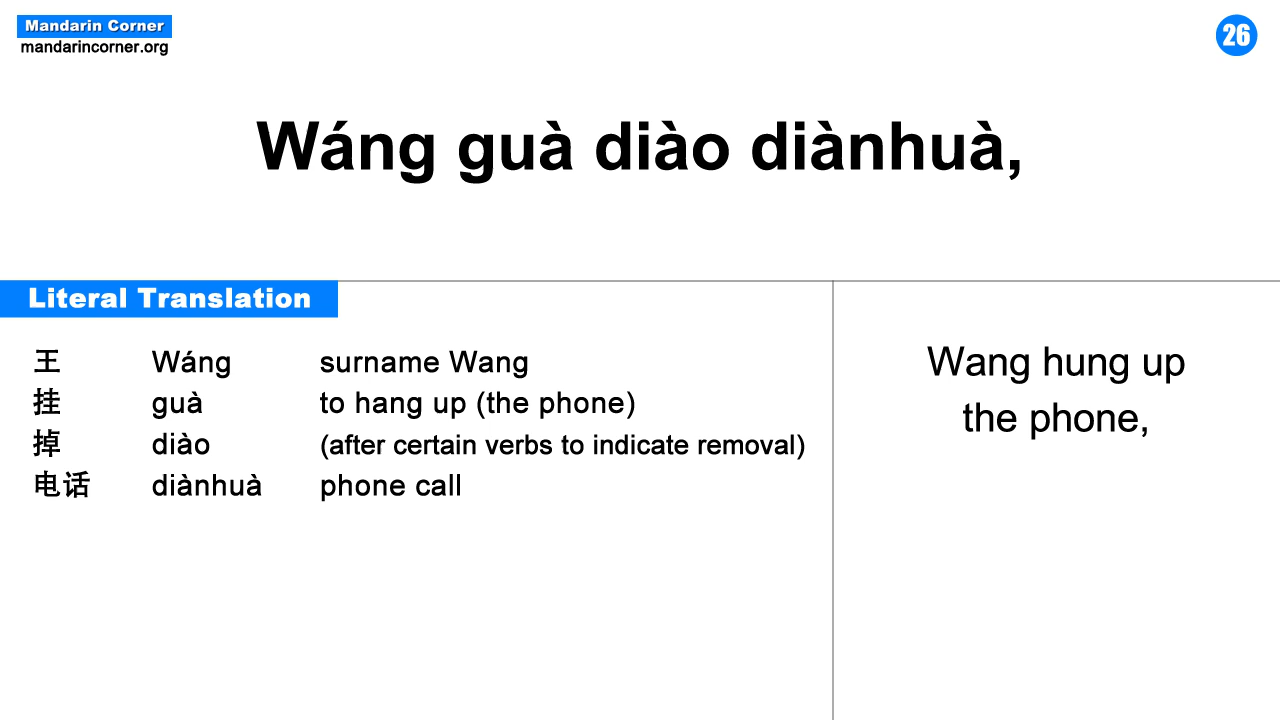 Mandarin Corner
mandarincorner.org
26
Wáng guà diào diànhuà,
Literal Translation
王 Wáng surname Wang
挂 guà to hang up (the phone)
掉 diào (after certain verbs to indicate removal)
电话 diànhuà phone call
Wang hung up
the phone,